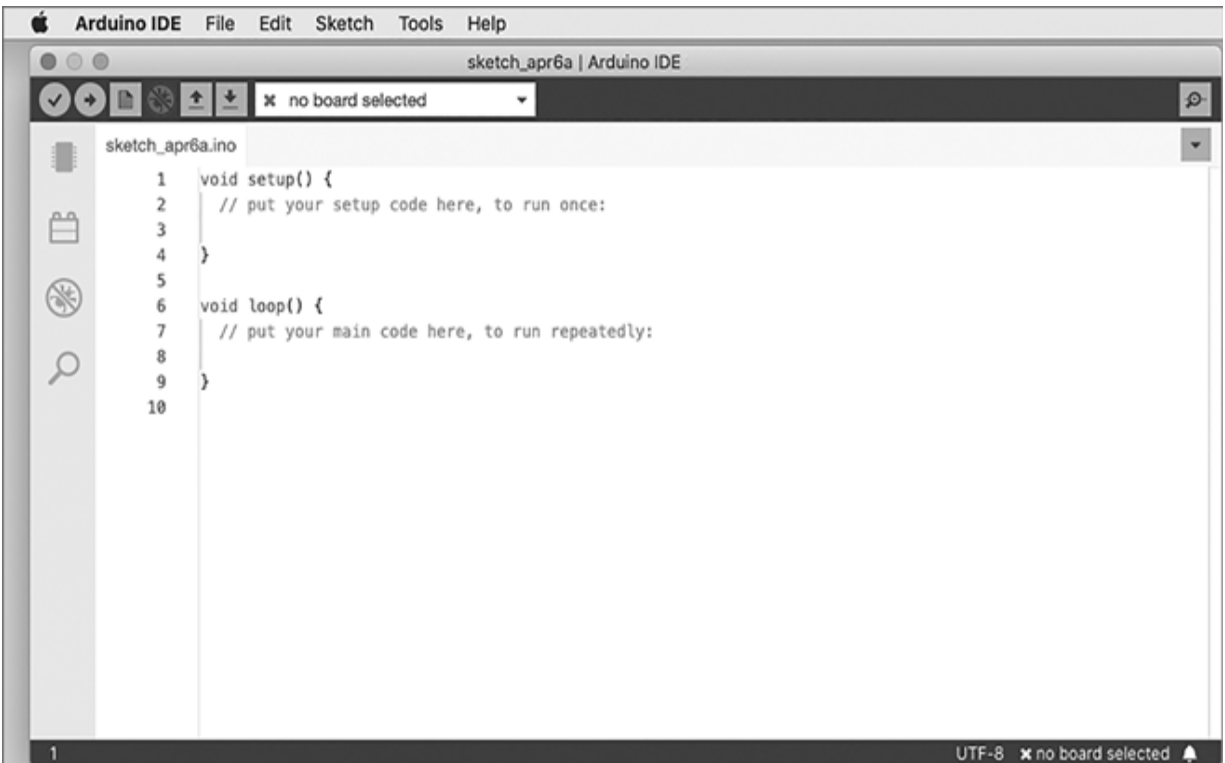 Arduino IDE File Edit Sketch Tools Help
sketch_apr6a | Arduino IDE
no board selected
sketch_apr6a.ino
1 void setup() {
2 // put your setup code here, to run once:
3
4 }
5
6 void loop() {
7 // put your main code here, to run repeatedly:
8
9 }
10
1 UTF-8 no board selected